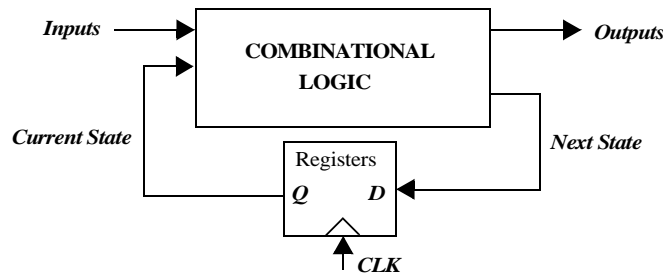 Inputs
COMBINATIONAL
LOGIC
Outputs
Current State
Next State
Registers
Q D
CLK